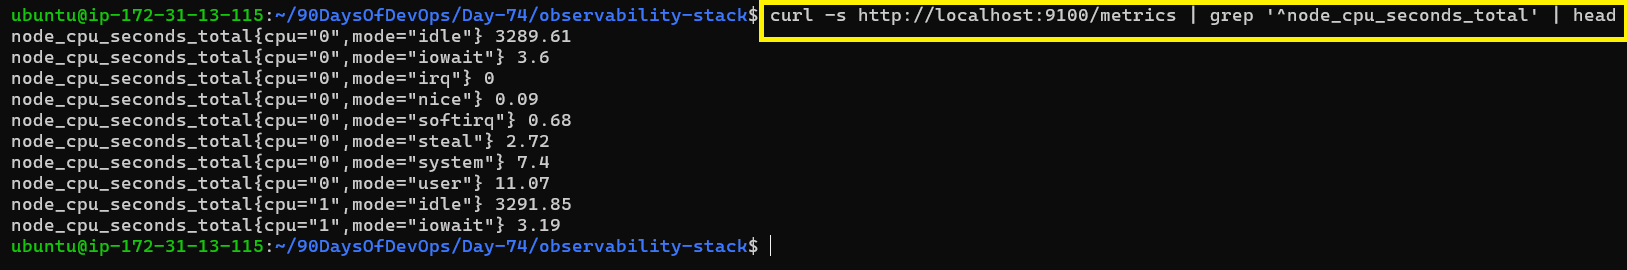 ubuntu@ip-172-31-13-115:~/90DaysOfDevOps/Day-74/observability-stack$ curl -s http://localhost:9100/metrics | grep '^node_cpu_seconds_total' | head
node_cpu_seconds_total{cpu="0",mode="idle"} 3289.61
node_cpu_seconds_total{cpu="0",mode="iowait"} 3.6
node_cpu_seconds_total{cpu="0",mode="irq"} 0
node_cpu_seconds_total{cpu="0",mode="nice"} 0.09
node_cpu_seconds_total{cpu="0",mode="softirq"} 0.68
node_cpu_seconds_total{cpu="0",mode="steal"} 2.72
node_cpu_seconds_total{cpu="0",mode="system"} 7.4
node_cpu_seconds_total{cpu="0",mode="user"} 11.07
node_cpu_seconds_total{cpu="1",mode="idle"} 3291.85
node_cpu_seconds_total{cpu="1",mode="iowait"} 3.19
ubuntu@ip-172-31-13-115:~/90DaysOfDevOps/Day-74/observability-stack$